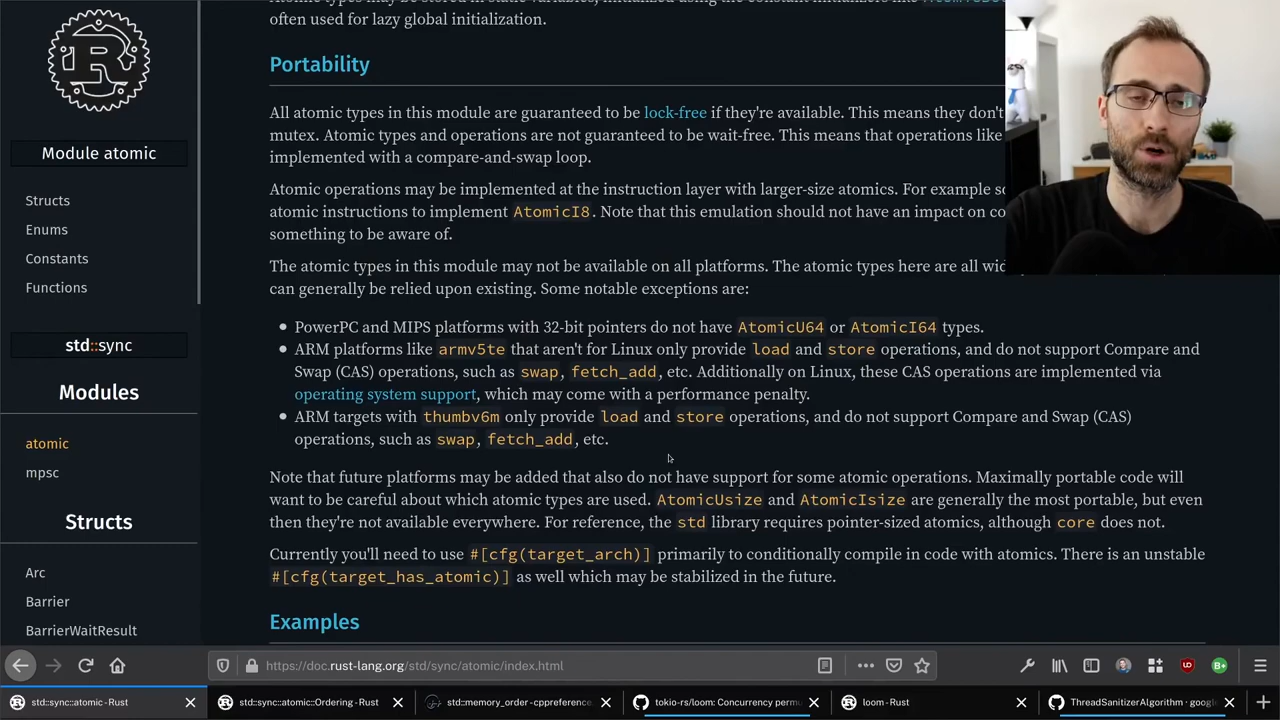 Atomic types may be stored in static variables, initialized using the constant initializers like
often used for lazy global initialization.
Portability
All atomic types in this module are guaranteed to be lock-free if they're available. This means they don't
mutex. Atomic types and operations are not guaranteed to be wait-free. This means that operations like
implemented with a compare-and-swap loop.
Atomic operations may be implemented at the instruction layer with larger-size atomics. For example so
atomic instructions to implement AtomicI8. Note that this emulation should not have an impact on co
something to be aware of.
The atomic types in this module may not be available on all platforms. The atomic types here are all wid
can generally be relied upon existing. Some notable exceptions are:
PowerPC and MIPS platforms with 32-bit pointers do not have AtomicU64 or AtomicI64 types.
ARM platforms like armv5te that aren't for Linux only provide load and store operations, and do not support Compare and
Swap (CAS) operations, such as swap, fetch_add, etc. Additionally on Linux, these CAS operations are implemented via
operating system support, which may come with a performance penalty.
ARM targets with thumbv6m only provide load and store operations, and do not support Compare and Swap (CAS)
operations, such as swap, fetch_add, etc.
Note that future platforms may be added that also do not have support for some atomic operations. Maximally portable code will
want to be careful about which atomic types are used. AtomicUsize and AtomicIsize are generally the most portable, but even
then they're not available everywhere. For reference, the std library requires pointer-sized atomics, although core does not.
Currently you'll need to use #[cfg(target_arch)] primarily to conditionally compile in code with atomics. There is an unstable
#[cfg(target_has_atomic)] as well which may be stabilized in the future.
Examples
R
Module atomic
Structs
Enums
Constants
Functions
std::sync
Modules
atomic
mpsc
Structs
Arc
Barrier
BarrierWaitResult
https://doc.rust-lang.org/std/sync/atomic/index.html
std::sync::atomic - Rust
std::sync::atomic::Ordering - Rust
std::memory_order - cppreference.
tokio-rs/loom: Concurrency permu
loom - Rust
ThreadSanitizerAlgorithm · google